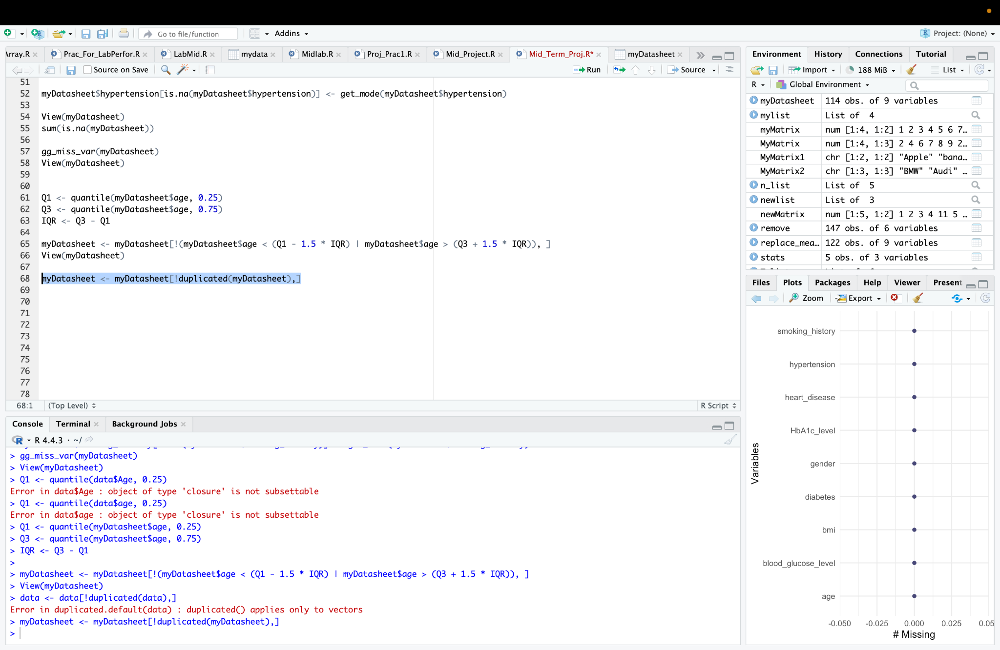 Go to file/function
Addins
Project: (None)
Array.R
Prac_For_LabPerfor.R
LabMid.R
mydata
Midlab.R
Proj_Prac1.R
Mid_Project.R
Mid_Term_Proj.R*
myDatasheet
Source on Save
Run
Source
51
52 myDatasheet$hypertension[is.na(myDatasheet$hypertension)] <- get_mode(myDatasheet$hypertension)
53
54 View(myDatasheet)
55 sum(is.na(myDatasheet))
56
57 gg_miss_var(myDatasheet)
58 View(myDatasheet)
59
60
61 Q1 <- quantile(myDatasheet$age, 0.25)
62 Q3 <- quantile(myDatasheet$age, 0.75)
63 IQR <- Q3 - Q1
64
65 myDatasheet <- myDatasheet[!(myDatasheet$age < (Q1 - 1.5 * IQR) | myDatasheet$age > (Q3 + 1.5 * IQR)), ]
66 View(myDatasheet)
67
68 myDatasheet <- myDatasheet[!duplicated(myDatasheet),]
69
70
71
72
73
74
75
76
77
78
68:1 (Top Level) R Script
Console Terminal Background Jobs
R 4.4.3 · ~/
> gg_miss_var(myDatasheet)
> View(myDatasheet)
> Q1 <- quantile(data$Age, 0.25)
Error in data$Age : object of type 'closure' is not subsettable
> Q1 <- quantile(data$age, 0.25)
Error in data$age : object of type 'closure' is not subsettable
> Q1 <- quantile(myDatasheet$age, 0.25)
> Q3 <- quantile(myDatasheet$age, 0.75)
> IQR <- Q3 - Q1
>
> myDatasheet <- myDatasheet[!(myDatasheet$age < (Q1 - 1.5 * IQR) | myDatasheet$age > (Q3 + 1.5 * IQR)), ]
> View(myDatasheet)
> data <- data[!duplicated(data),]
Error in duplicated.default(data) : duplicated() applies only to vectors
> myDatasheet <- myDatasheet[!duplicated(myDatasheet),]
>
Environment History Connections Tutorial
Import 188 MiB List
R Global Environment
myDatasheet 114 obs. of 9 variables
mylist List of 4
myMatrix num [1:4, 1:2] 1 2 3 4 5 6 7…
MyMatrix num [1:4, 1:3] 2 4 6 7 8 9 2…
MyMatrix1 chr [1:2, 1:2] "Apple" "bana…
MyMatrix2 chr [1:3, 1:3] "BMW" "Audi" …
n_list List of 5
newlist List of 3
newMatrix num [1:5, 1:2] 1 2 3 4 11 5 …
remove 147 obs. of 6 variables
replace_mea… 122 obs. of 9 variables
stats 5 obs. of 3 variables
Files Plots Packages Help Viewer Present
Zoom Export
smoking_history
hypertension
heart_disease
HbA1c_level
gender
diabetes
bmi
blood_glucose_level
age
Variables
-0.050 -0.025 0.000 0.025 0.05
# Missing